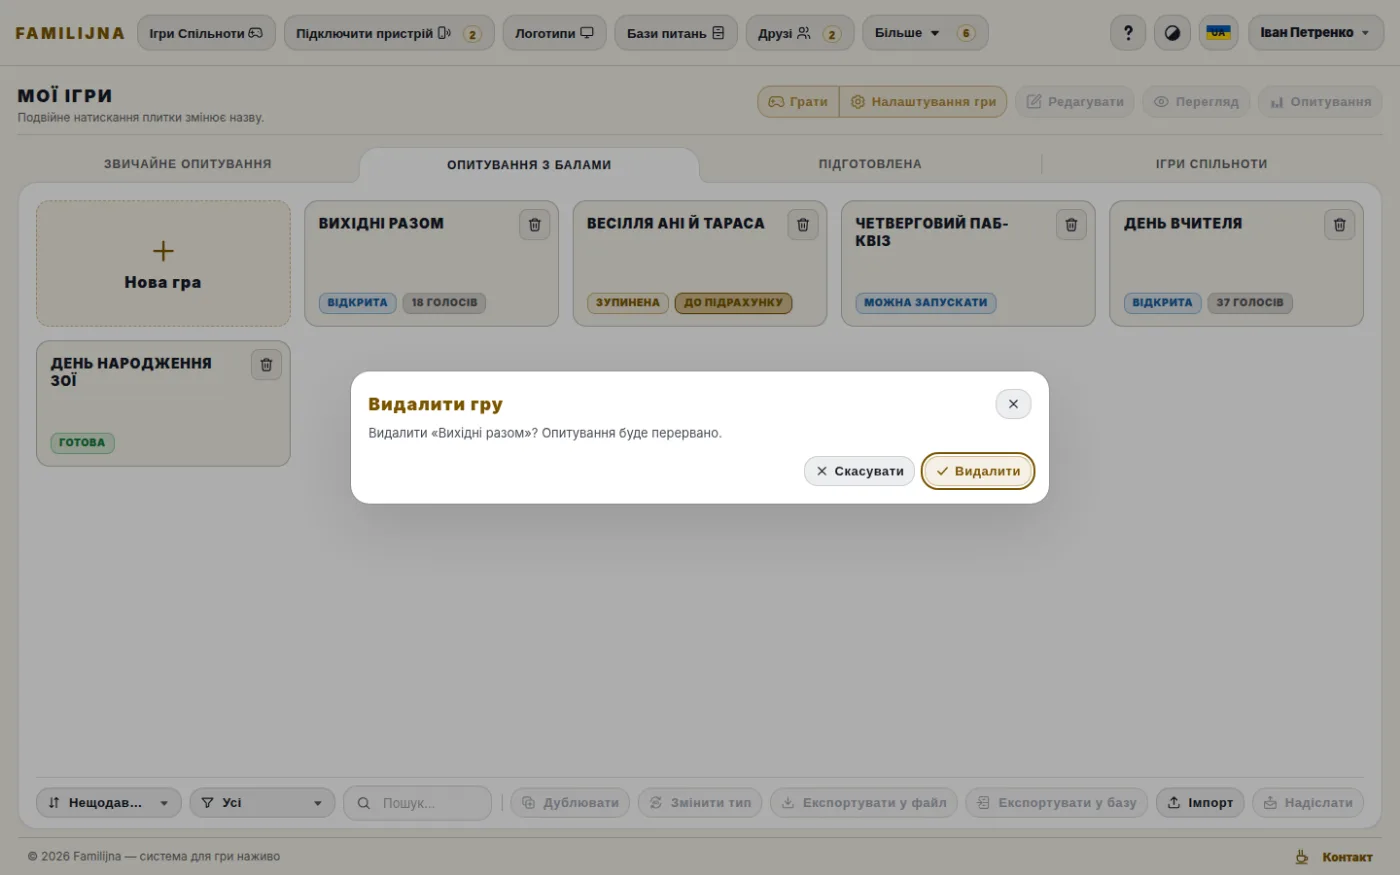 FAMILIJNA
Ігри Спільноти
Підключити пристрій 2
Логотипи
Бази питань
Друзі 2
Більше 6
?
UA
Іван Петренко
МОЇ ІГРИ
Подвійне натискання плитки змінює назву.
Грати
Налаштування гри
Редагувати
Перегляд
Опитування
ЗВИЧАЙНЕ ОПИТУВАННЯ
ОПИТУВАННЯ З БАЛАМИ
ПІДГОТОВЛЕНА
ІГРИ СПІЛЬНОТИ
Нова гра
ВИХІДНІ РАЗОМ
ВІДКРИТА
18 ГОЛОСІВ
ВЕСІЛЛЯ АНІ Й ТАРАСА
ЗУПИНЕНА
ДО ПІДРАХУНКУ
ЧЕТВЕРГОВИЙ ПАБ-
КВІЗ
МОЖНА ЗАПУСКАТИ
ДЕНЬ ВЧИТЕЛЯ
ВІДКРИТА
37 ГОЛОСІВ
ДЕНЬ НАРОДЖЕННЯ
ЗОЇ
ГОТОВА
Видалити гру
Видалити «Вихідні разом»? Опитування буде перервано.
Скасувати
Видалити
Нещодав...
Усі
Пошук...
Дублювати
Змінити тип
Експортувати у файл
Експортувати у базу
Імпорт
Надіслати
© 2026 Familijna — система для гри наживо
Контакт